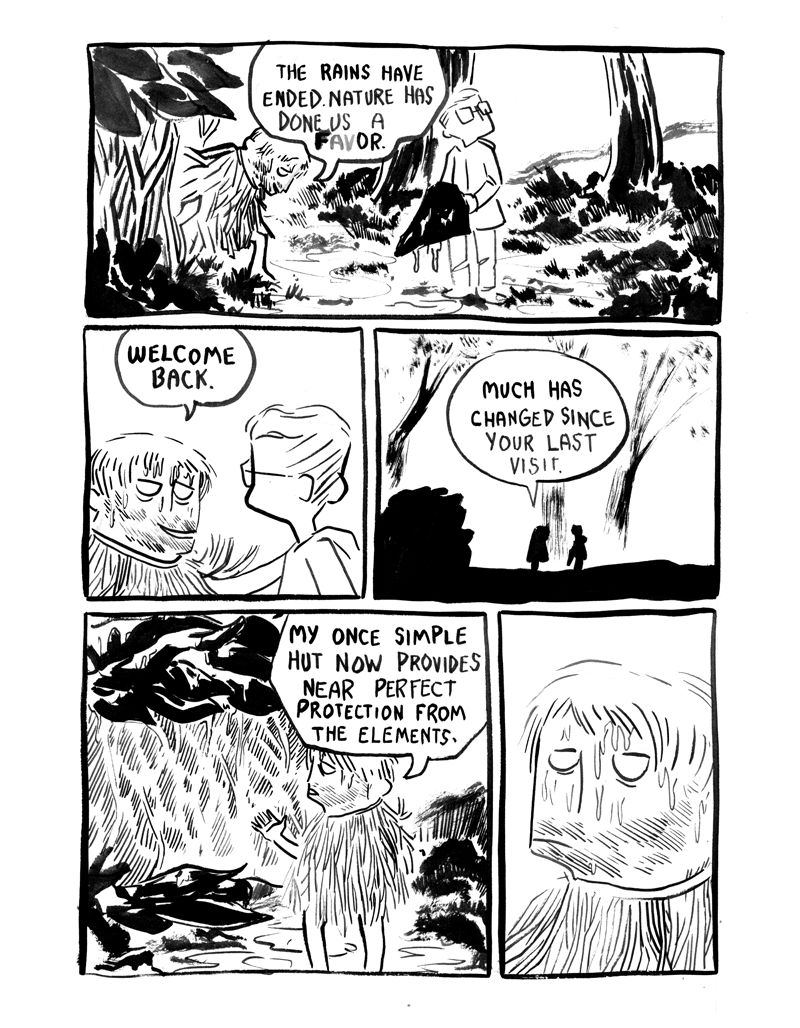 THE RAINS HAVE
ENDED. NATURE HAS
DONE US A
FAVOR.
WELCOME
BACK.
MUCH HAS
CHANGED SINCE
YOUR LAST
VISIT.
MY ONCE SIMPLE
HUT NOW PROVIDES
NEAR PERFECT
PROTECTION FROM
THE ELEMENTS.